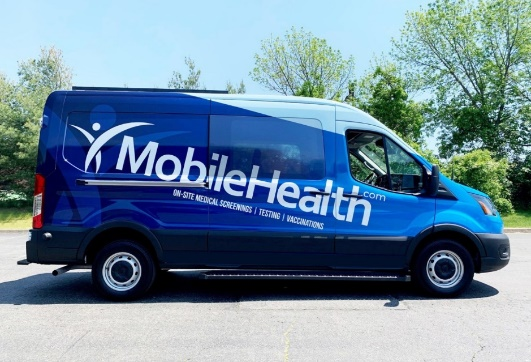 MobileHealth.com
ON-SITE MEDICAL SCREENINGS | TESTING | VACCINATIONS